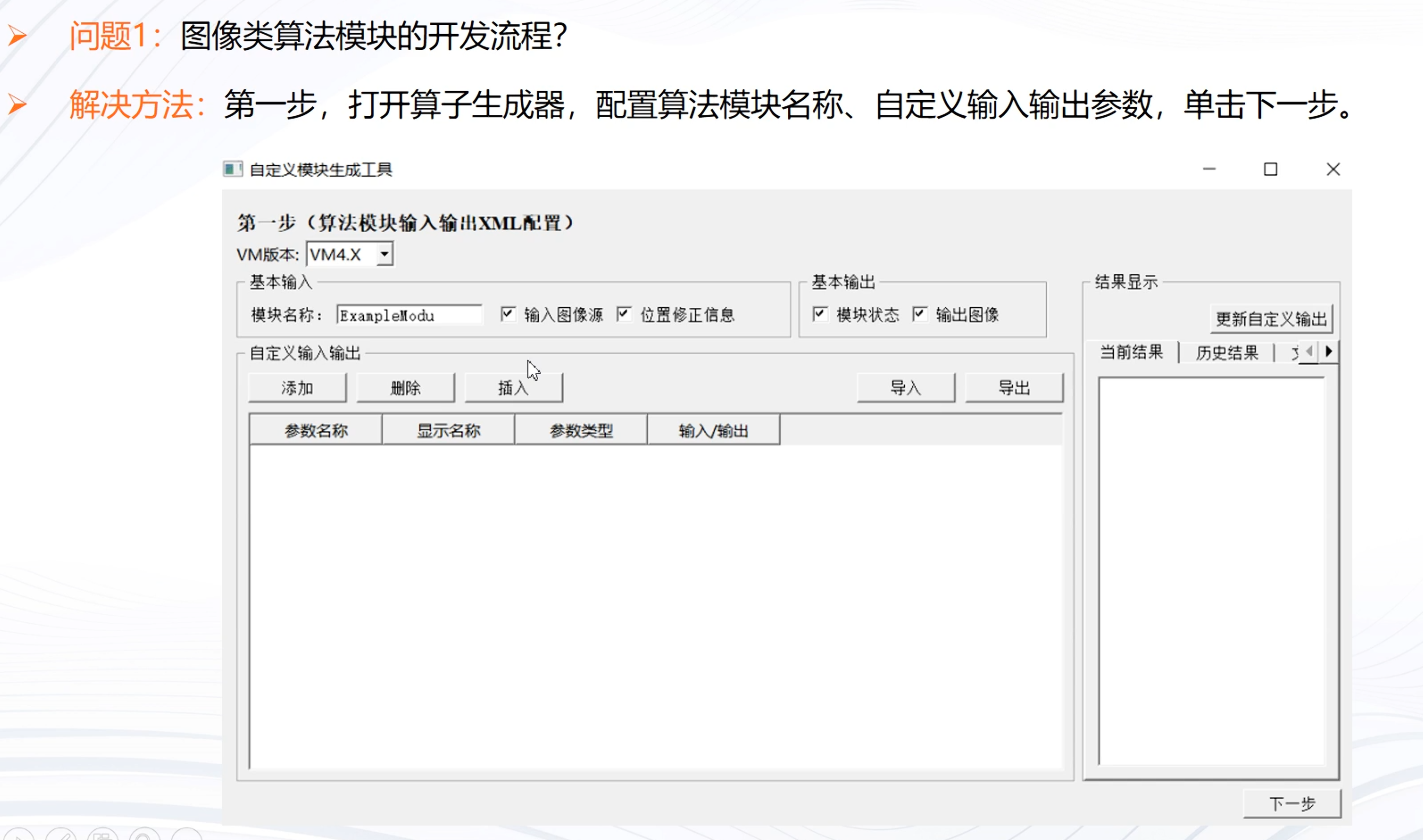 问题1：图像类算法模块的开发流程？
解决方法：第一步，打开算子生成器，配置算法模块名称、自定义输入输出参数，单击下一步。
自定义模块生成工具
第一步（算法模块输入输出XML配置）
VM版本: VM4.X
基本输入
模块名称： ExampleModu 输入图像源 位置修正信息
基本输出
模块状态 输出图像
结果显示
更新自定义输出
当前结果 历史结果
自定义输入输出
添加 删除 插入 导入 导出
参数名称 显示名称 参数类型 输入/输出
下一步